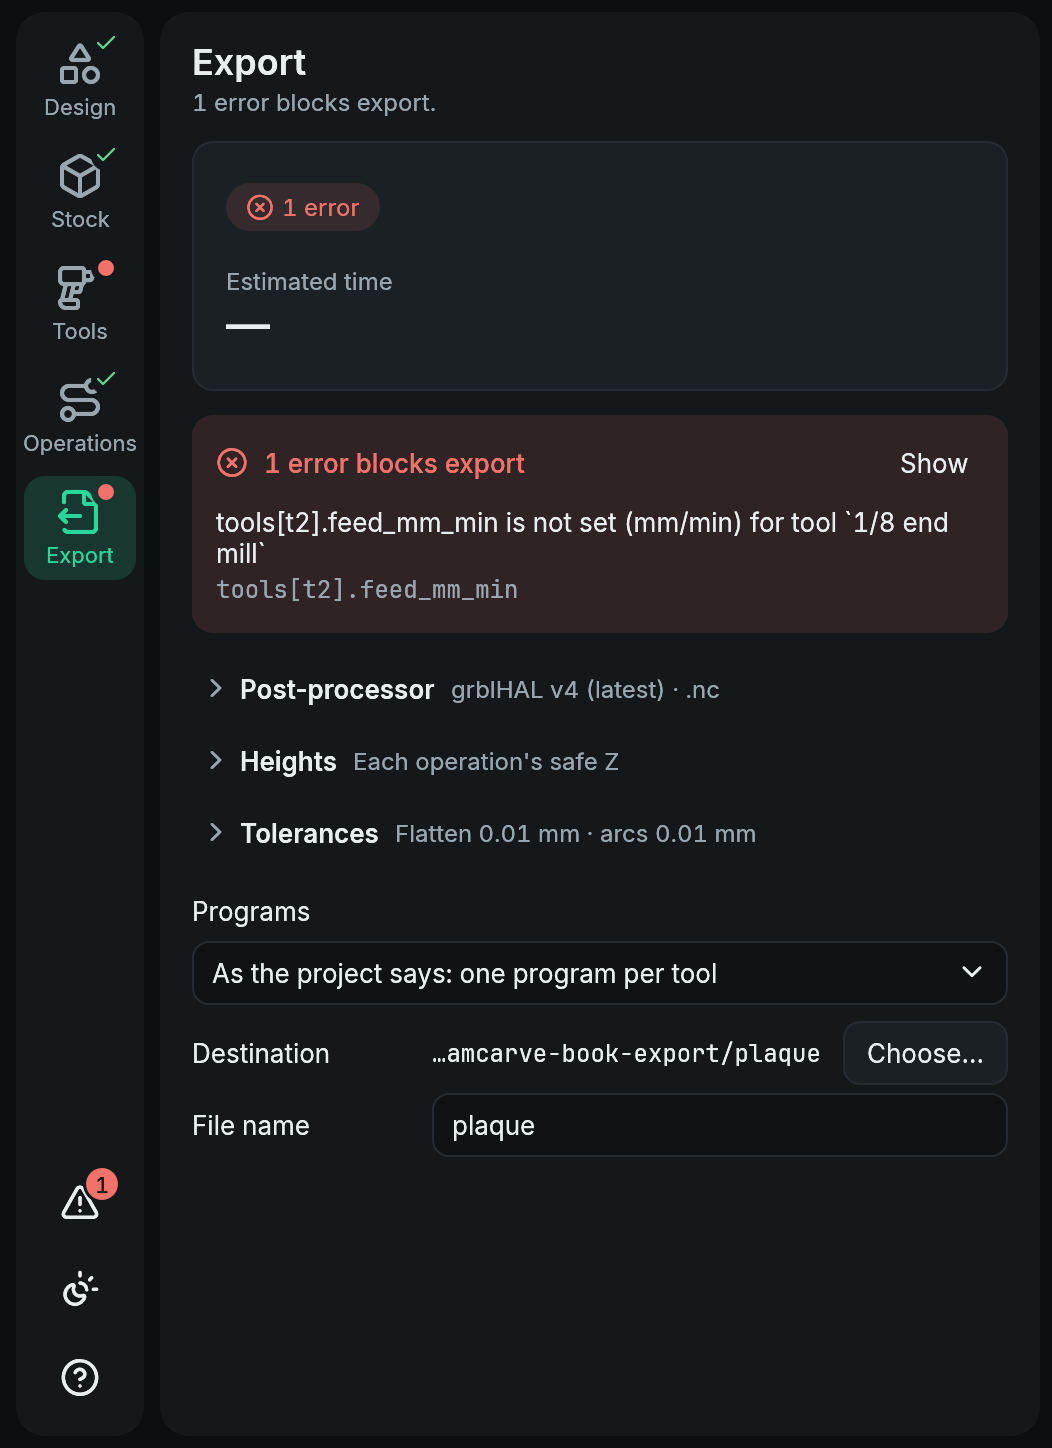 Design
Stock
Tools
Operations
Export
1
Export
1 error blocks export.
1 error
Estimated time
—
1 error blocks export
Show
tools[t2].feed_mm_min is not set (mm/min) for tool `1/8 end
mill`
tools[t2].feed_mm_min
Post-processor grblHAL v4 (latest) · .nc
Heights Each operation's safe Z
Tolerances Flatten 0.01 mm · arcs 0.01 mm
Programs
As the project says: one program per tool
Destination …amcarve-book-export/plaque Choose…
File name plaque